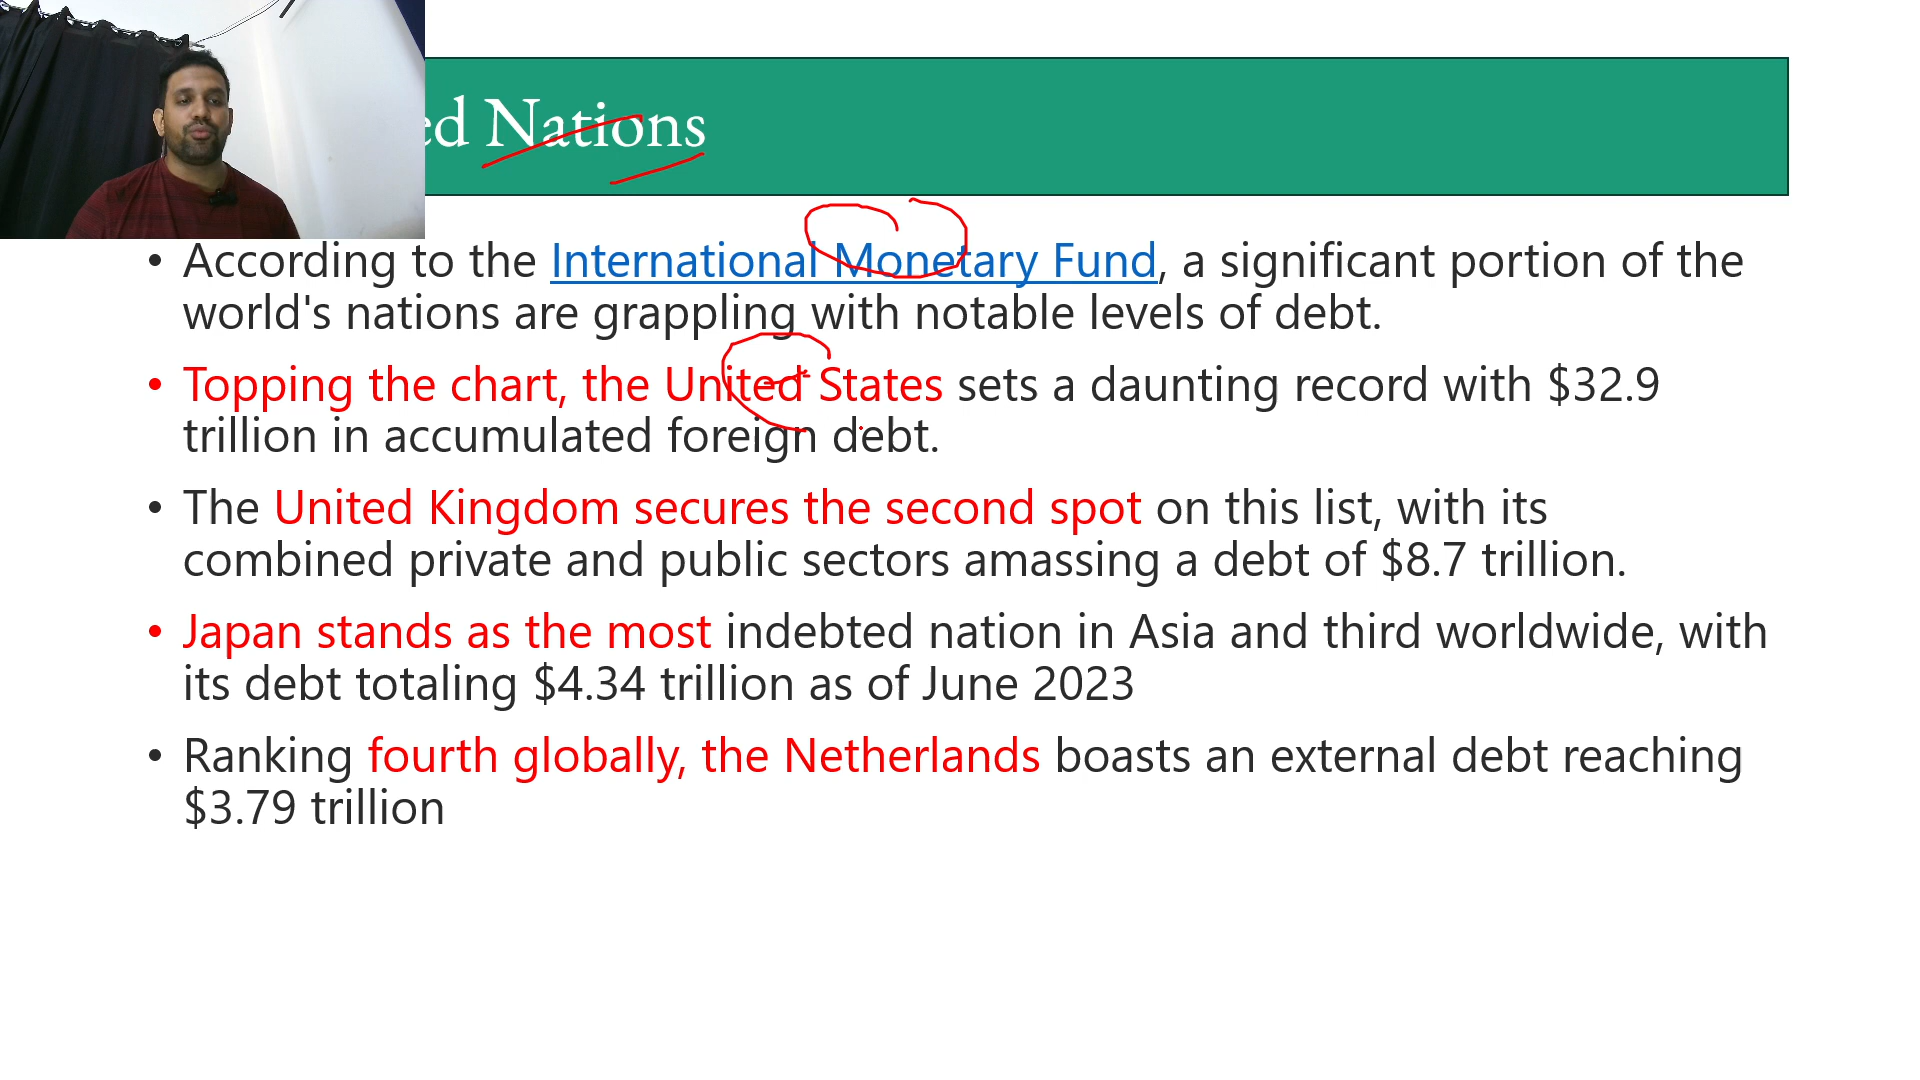 Nations
• According to the International Monetary Fund, a significant portion of the
world's nations are grappling with notable levels of debt.
• Topping the chart, the United States sets a daunting record with $32.9
trillion in accumulated foreign debt.
• The United Kingdom secures the second spot on this list, with its
combined private and public sectors amassing a debt of $8.7 trillion.
• Japan stands as the most indebted nation in Asia and third worldwide, with
its debt totaling $4.34 trillion as of June 2023
• Ranking fourth globally, the Netherlands boasts an external debt reaching
$3.79 trillion